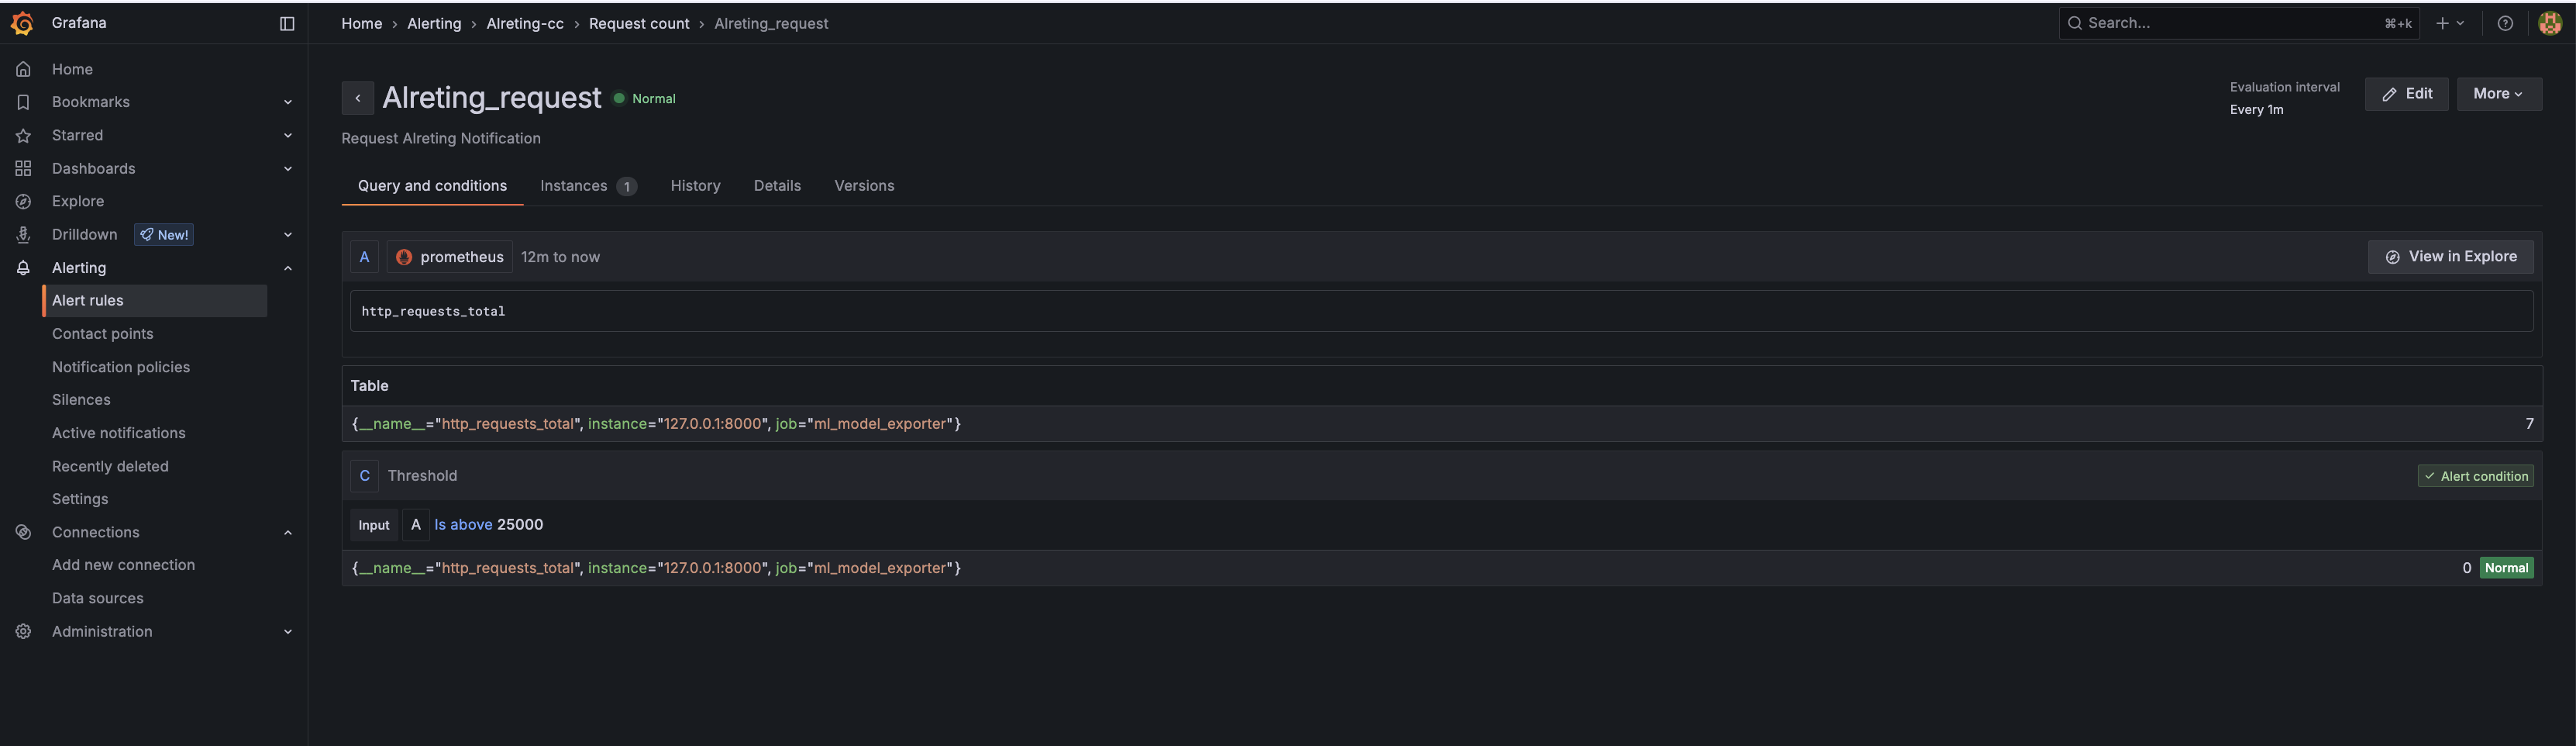 Grafana
Home › Alerting › Alreting-cc › Request count › Alreting_request
Search... ⌘+k
Home
Bookmarks
Starred
Dashboards
Explore
Drilldown New!
Alerting
Alert rules
Contact points
Notification policies
Silences
Active notifications
Recently deleted
Settings
Connections
Add new connection
Data sources
Administration
Alreting_request Normal
Evaluation interval
Every 1m
Edit
More
Request Alreting Notification
Query and conditions Instances 1 History Details Versions
A prometheus 12m to now View in Explore
http_requests_total
Table
{__name__="http_requests_total", instance="127.0.0.1:8000", job="ml_model_exporter"} 7
C Threshold Alert condition
Input A Is above 25000
{__name__="http_requests_total", instance="127.0.0.1:8000", job="ml_model_exporter"} 0 Normal